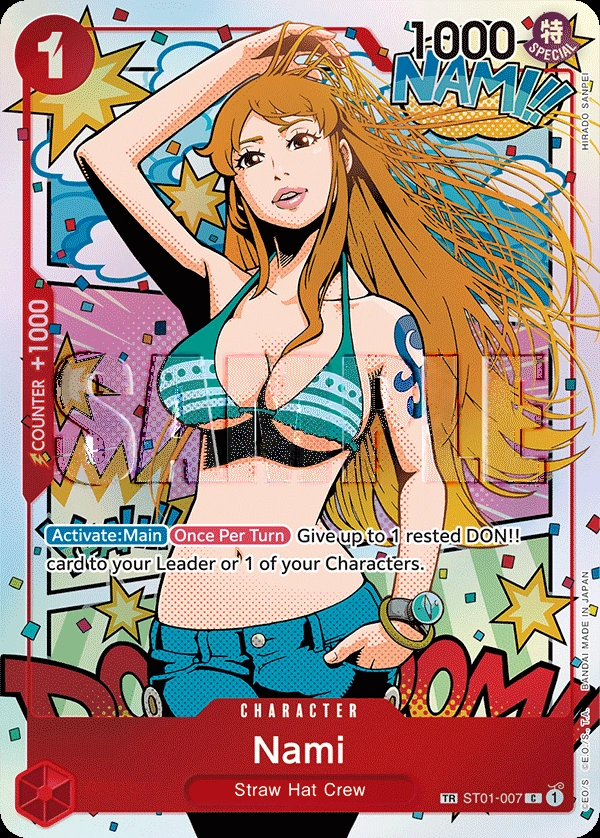 1
1000
特
SPECIAL
NAMI!!
HIRADO SANPEI
COUNTER +1000
SAMPLE
Activate:Main Once Per Turn Give up to 1 rested DON!!
card to your Leader or 1 of your Characters.
BANDAI MADE IN JAPAN
©E.O/S, T.A.
©EO/S
CHARACTER
Nami
Straw Hat Crew
TR ST01-007 C 1